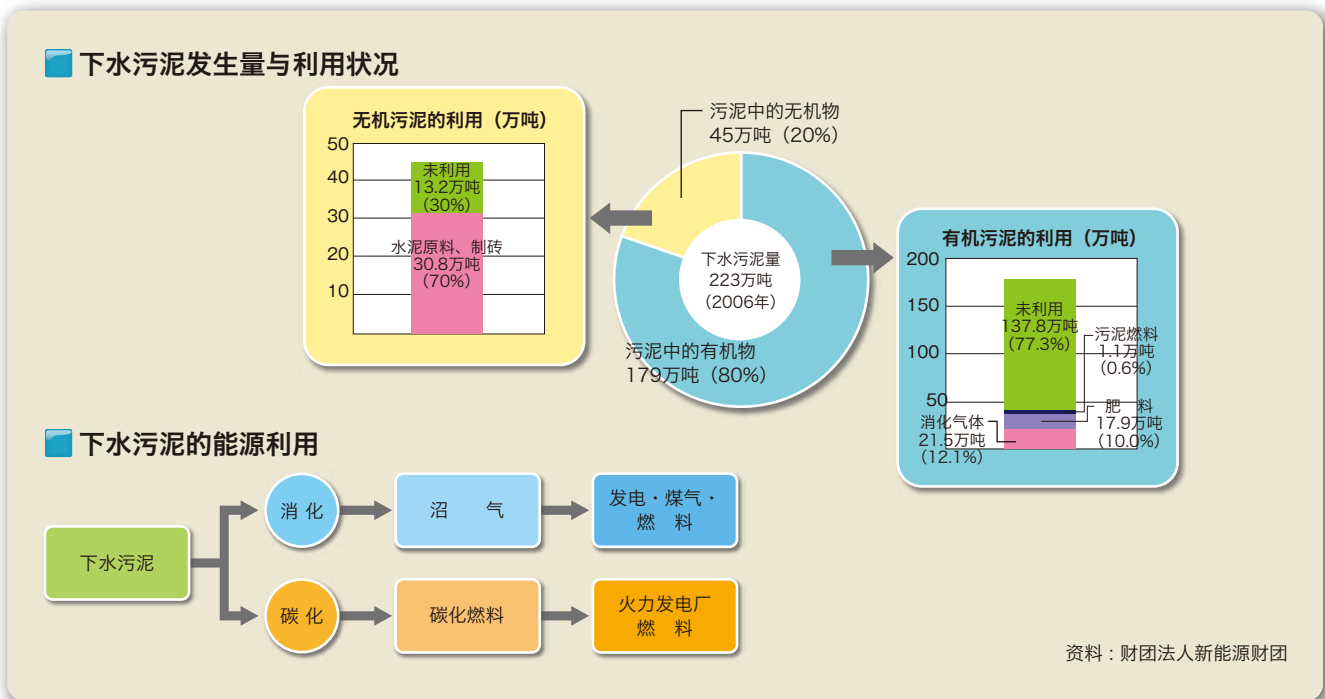 下水污泥发生量与利用状况
无机污泥的利用（万吨）
50
40
30
20
10
未利用
13.2万吨
(30%)
水泥原料、制砖
30.8万吨
(70%)
污泥中的无机物
45万吨（20%）
下水污泥量
223万吨
（2006年）
污泥中的有机物
179万吨（80%）
有机污泥的利用（万吨）
200
150
100
50
未利用
137.8万吨
(77.3%)
污泥燃料
1.1万吨
(0.6%)
肥 料
17.9万吨
(10.0%)
消化气体
21.5万吨
(12.1%)
下水污泥的能源利用
下水污泥
消 化
沼 气
发电・煤气・
燃 料
碳 化
碳化燃料
火力发电厂
燃 料
资料：财团法人新能源财团